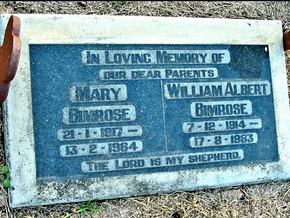 In Loving Memory of
our dear parents
Mary
Bimrose
21-1-1917 —
13-2-1984
William Albert
Bimrose
7-12-1914 —
17-8-1983
The Lord is my shepherd.